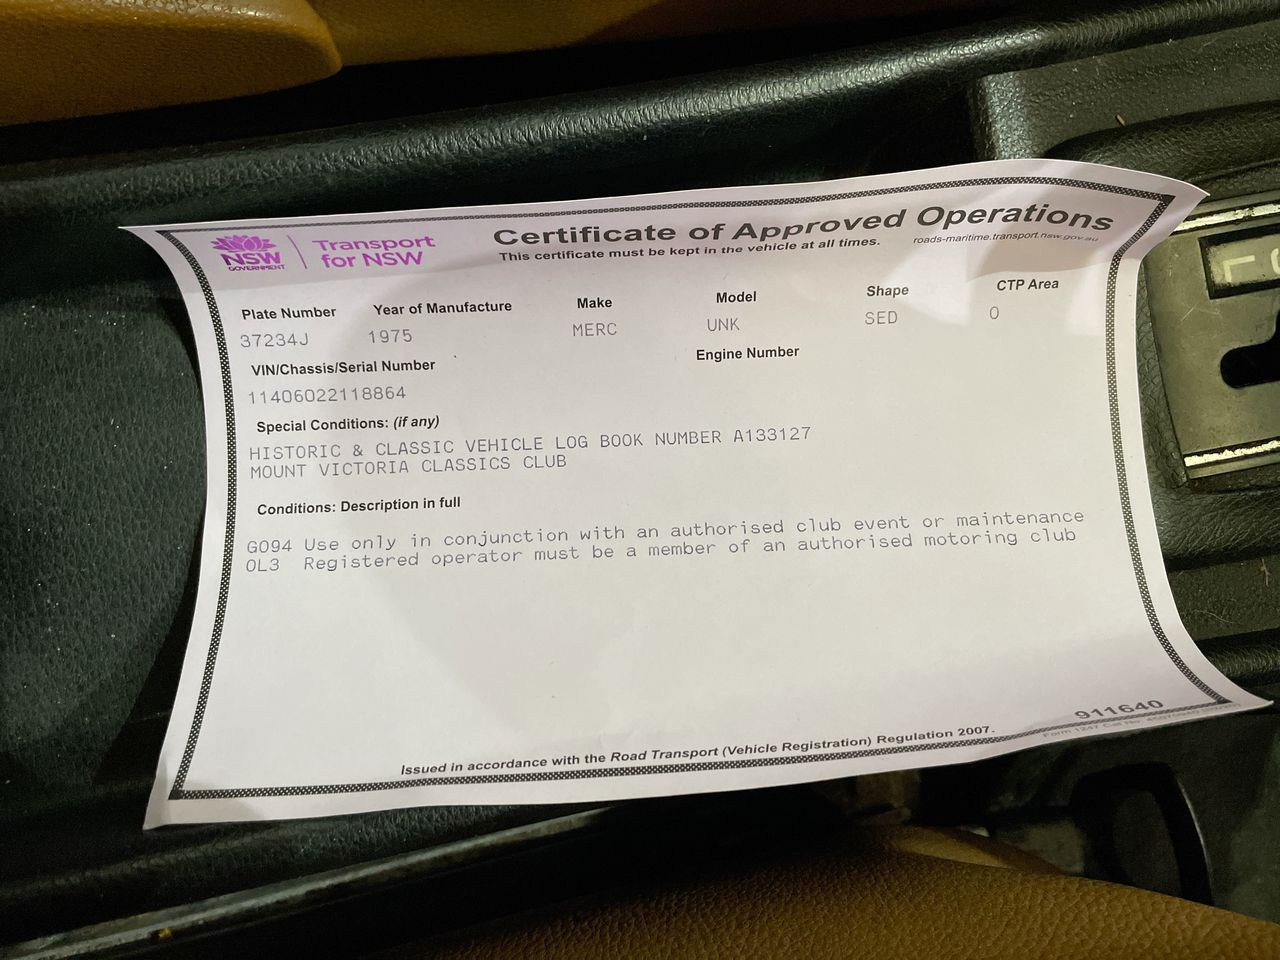 NSW
GOVERNMENT
Transport
for NSW
Certificate of Approved Operations
This certificate must be kept in the vehicle at all times.
roads-maritime.transport.nsw.gov.au
Plate Number Year of Manufacture Make Model Shape CTP Area
37234J 1975 MERC UNK SED 0
VIN/Chassis/Serial Number Engine Number
11406022118864
Special Conditions: (if any)
HISTORIC & CLASSIC VEHICLE LOG BOOK NUMBER A133127
MOUNT VICTORIA CLASSICS CLUB
Conditions: Description in full
G094 Use only in conjunction with an authorised club event or maintenance
OL3 Registered operator must be a member of an authorised motoring club
911640
Issued in accordance with the Road Transport (Vehicle Registration) Regulation 2007.
Form 1247 Cat No.
L